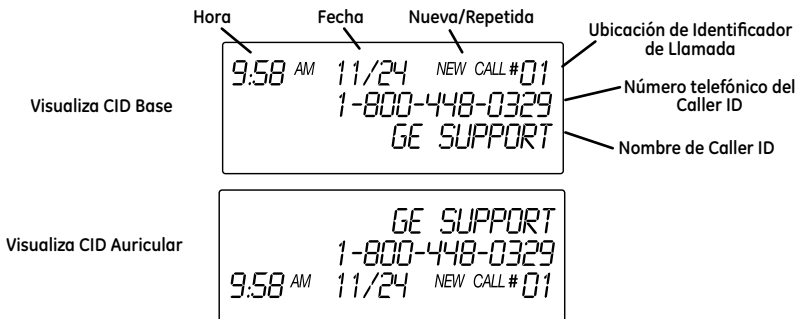 Hora Fecha Nueva/Repetida
Ubicación de Identificador
de Llamada
9:58 AM 11/24 NEW CALL #01
Visualiza CID Base
1-800-448-0329
Número telefónico del
Caller ID
GE SUPPORT
Nombre de Caller ID
Visualiza CID Auricular
GE SUPPORT
1-800-448-0329
9:58 AM 11/24 NEW CALL #01